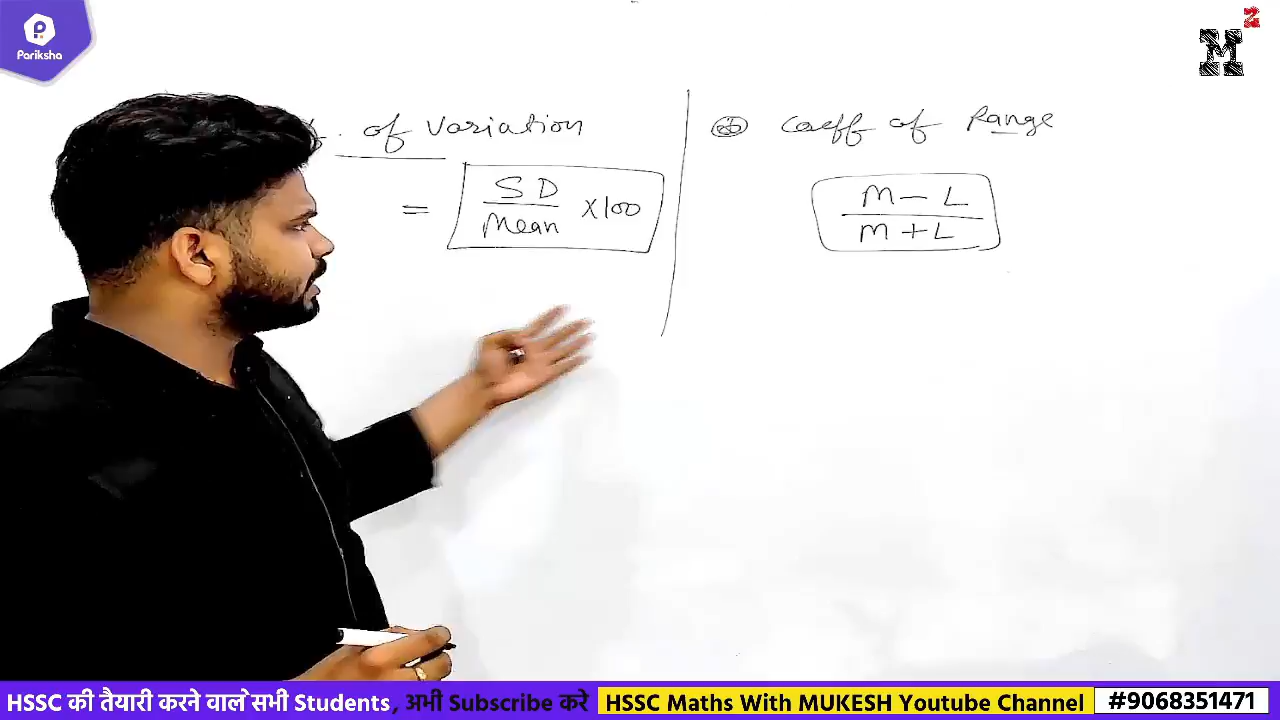 Pariksha
M²
of Variation
= SD / Mean × 100
Coeff of Range
M - L / M + L
HSSC की तैयारी करने वाले सभी Students, अभी Subscribe करे
HSSC Maths With MUKESH Youtube Channel
#9068351471